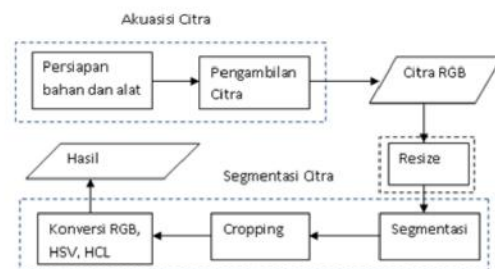 Akuasisi Citra
Persiapan
bahan dan alat
Pengambilan
Citra
Citra RGB
Resize
Segmentasi Citra
Segmentasi
Cropping
Konversi RGB,
HSV, HCL
Hasil